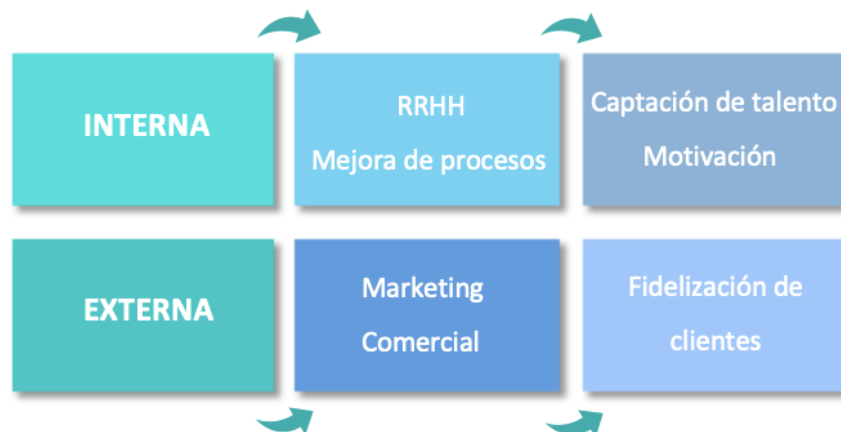 INTERNA
RRHH
Mejora de procesos
Captación de talento
Motivación
EXTERNA
Marketing
Comercial
Fidelización de
clientes